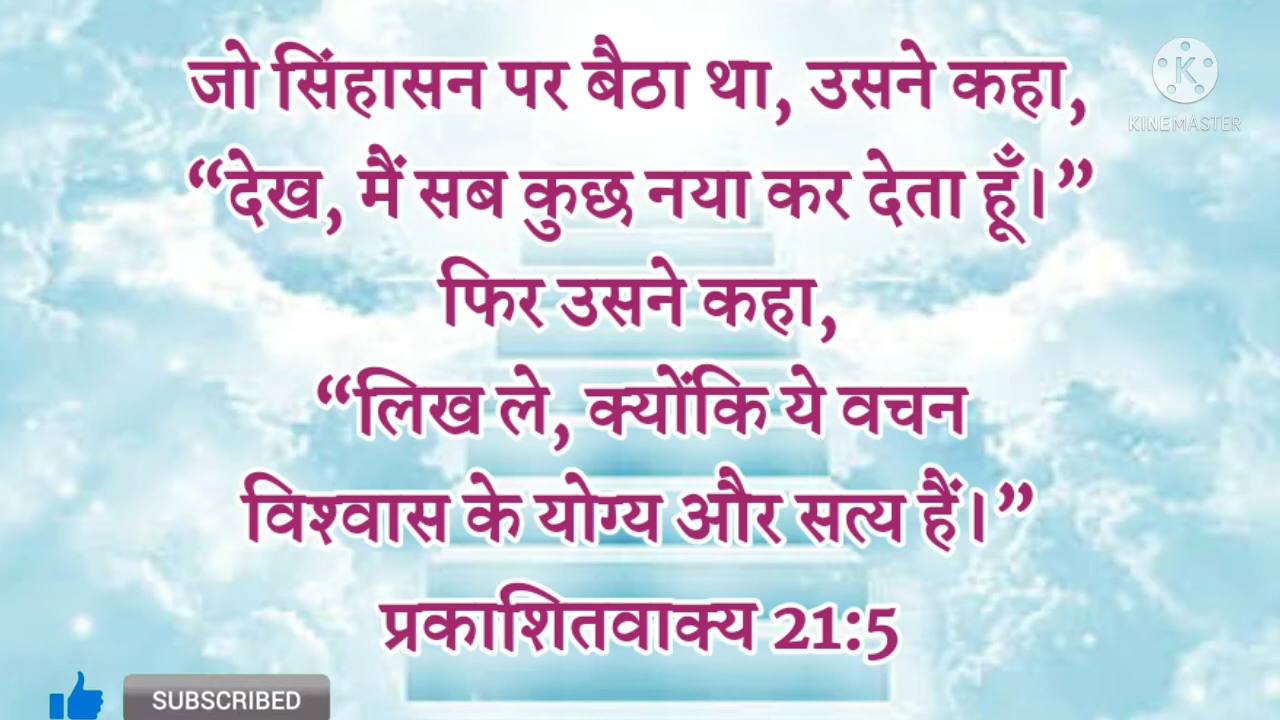 जो सिंहासन पर बैठा था, उसने कहा,
K
KINEMASTER
“देख, मैं सब कुछ नया कर देता हूँ।”
फिर उसने कहा,
“लिख ले, क्योंकि ये वचन
विश्वास के योग्य और सत्य हैं।”
प्रकाशितवाक्य 21:5
SUBSCRIBED